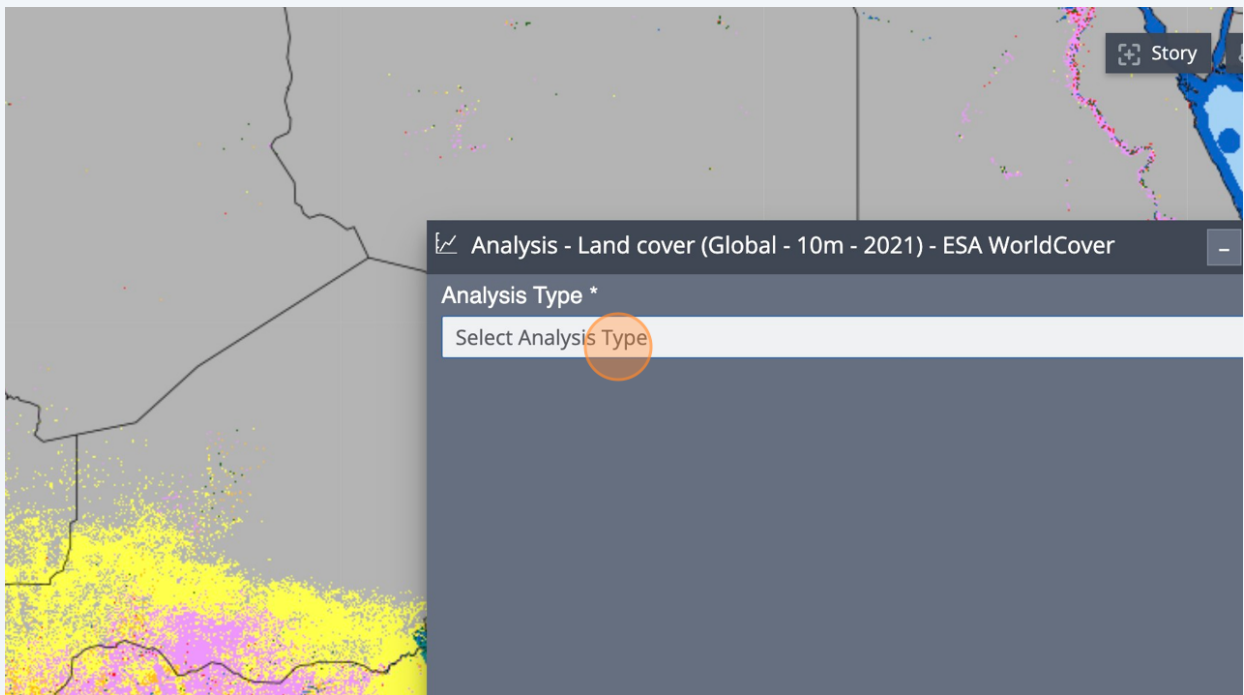 Story
Analysis - Land cover (Global - 10m - 2021) - ESA WorldCover
Analysis Type *
Select Analysis Type